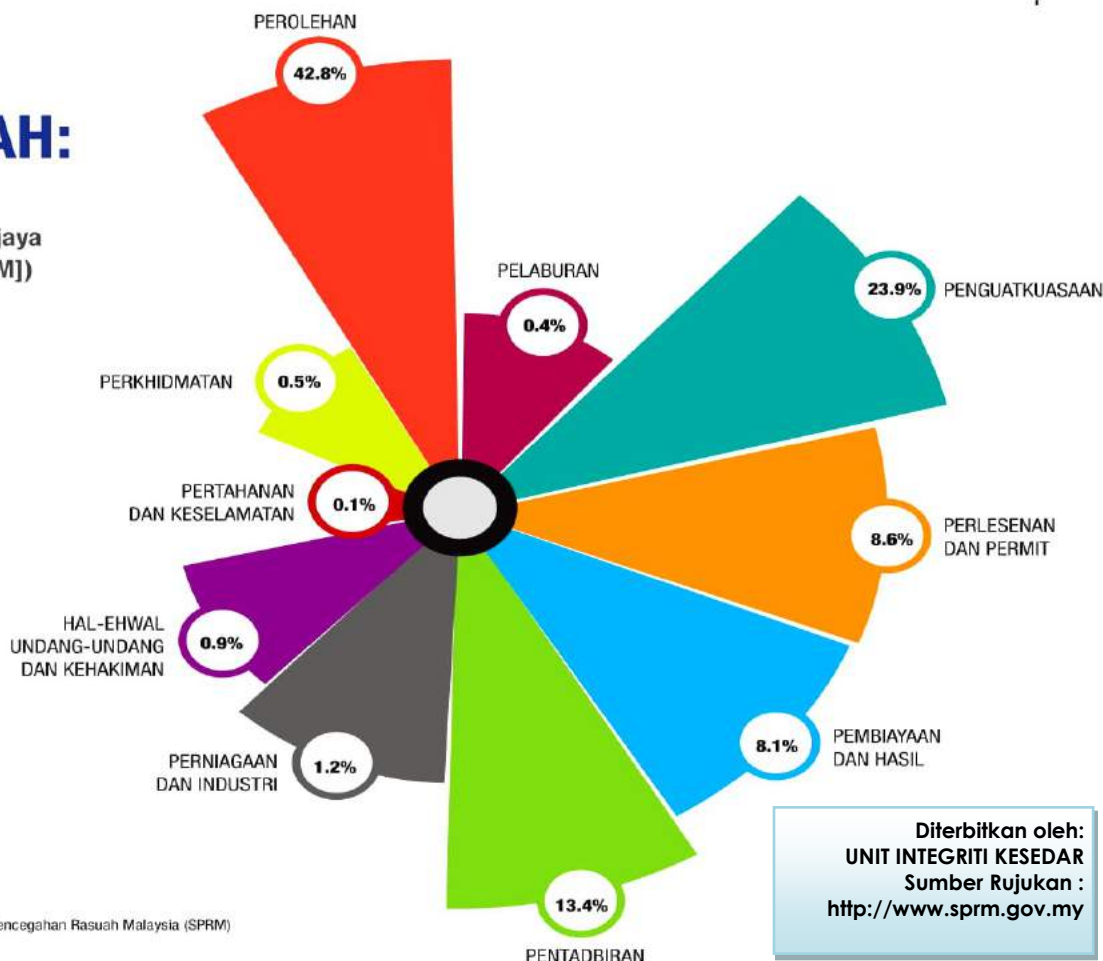 PEROLEHAN
42.8%
AH:
jaya
M])
PELABURAN
0.4%
23.9%
PENGUATKUASAAN
PERKHIDMATAN
0.5%
PERTAHANAN
DAN KESELAMATAN
0.1%
8.6%
PERLESENAN
DAN PERMIT
HAL-EHWAL
UNDANG-UNDANG
DAN KEHAKIMAN
0.9%
8.1%
PEMBIAYAAN
DAN HASIL
PERNIAGAAN
DAN INDUSTRI
1.2%
13.4%
PENTADBIRAN
Diterbitkan oleh:
UNIT INTEGRITI KESEDAR
Sumber Rujukan :
http://www.sprm.gov.my
encegahan Rasuah Malaysia (SPRM)